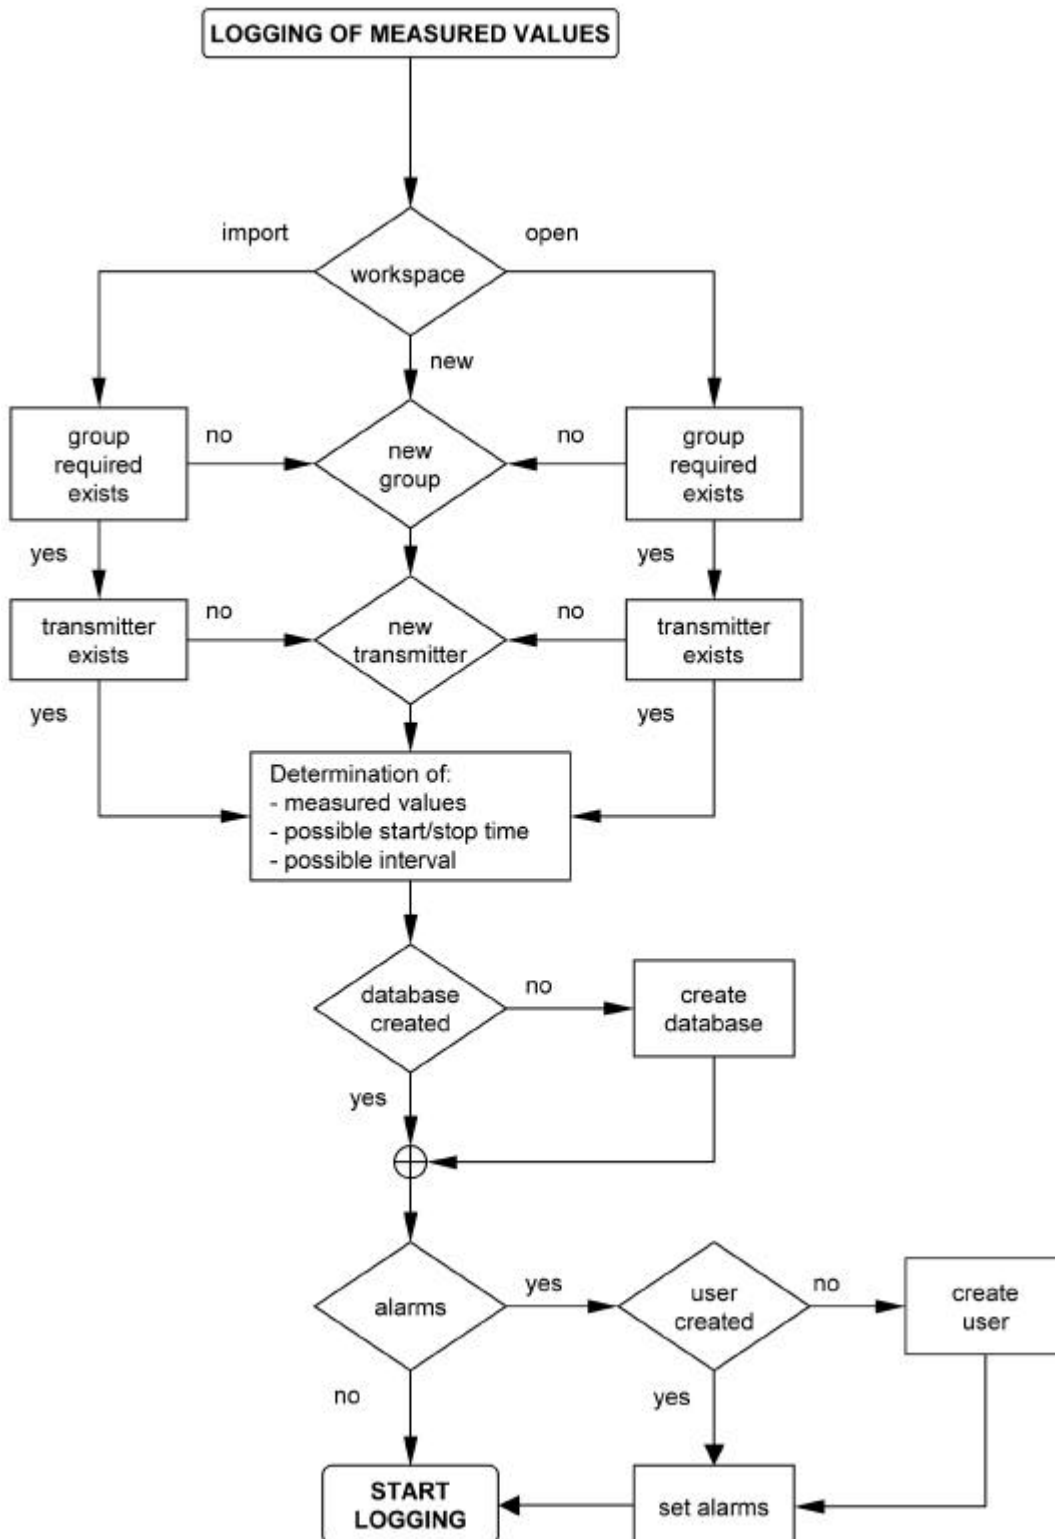 LOGGING OF MEASURED VALUES
import
open
workspace
new
group
required
exists
no
new
group
no
group
required
exists
yes
yes
transmitter
exists
no
new
transmitter
no
transmitter
exists
yes
yes
Determination of:
- measured values
- possible start/stop time
- possible interval
database
created
no
create
database
yes
alarms
yes
user
created
no
create
user
no
yes
START
LOGGING
set alarms